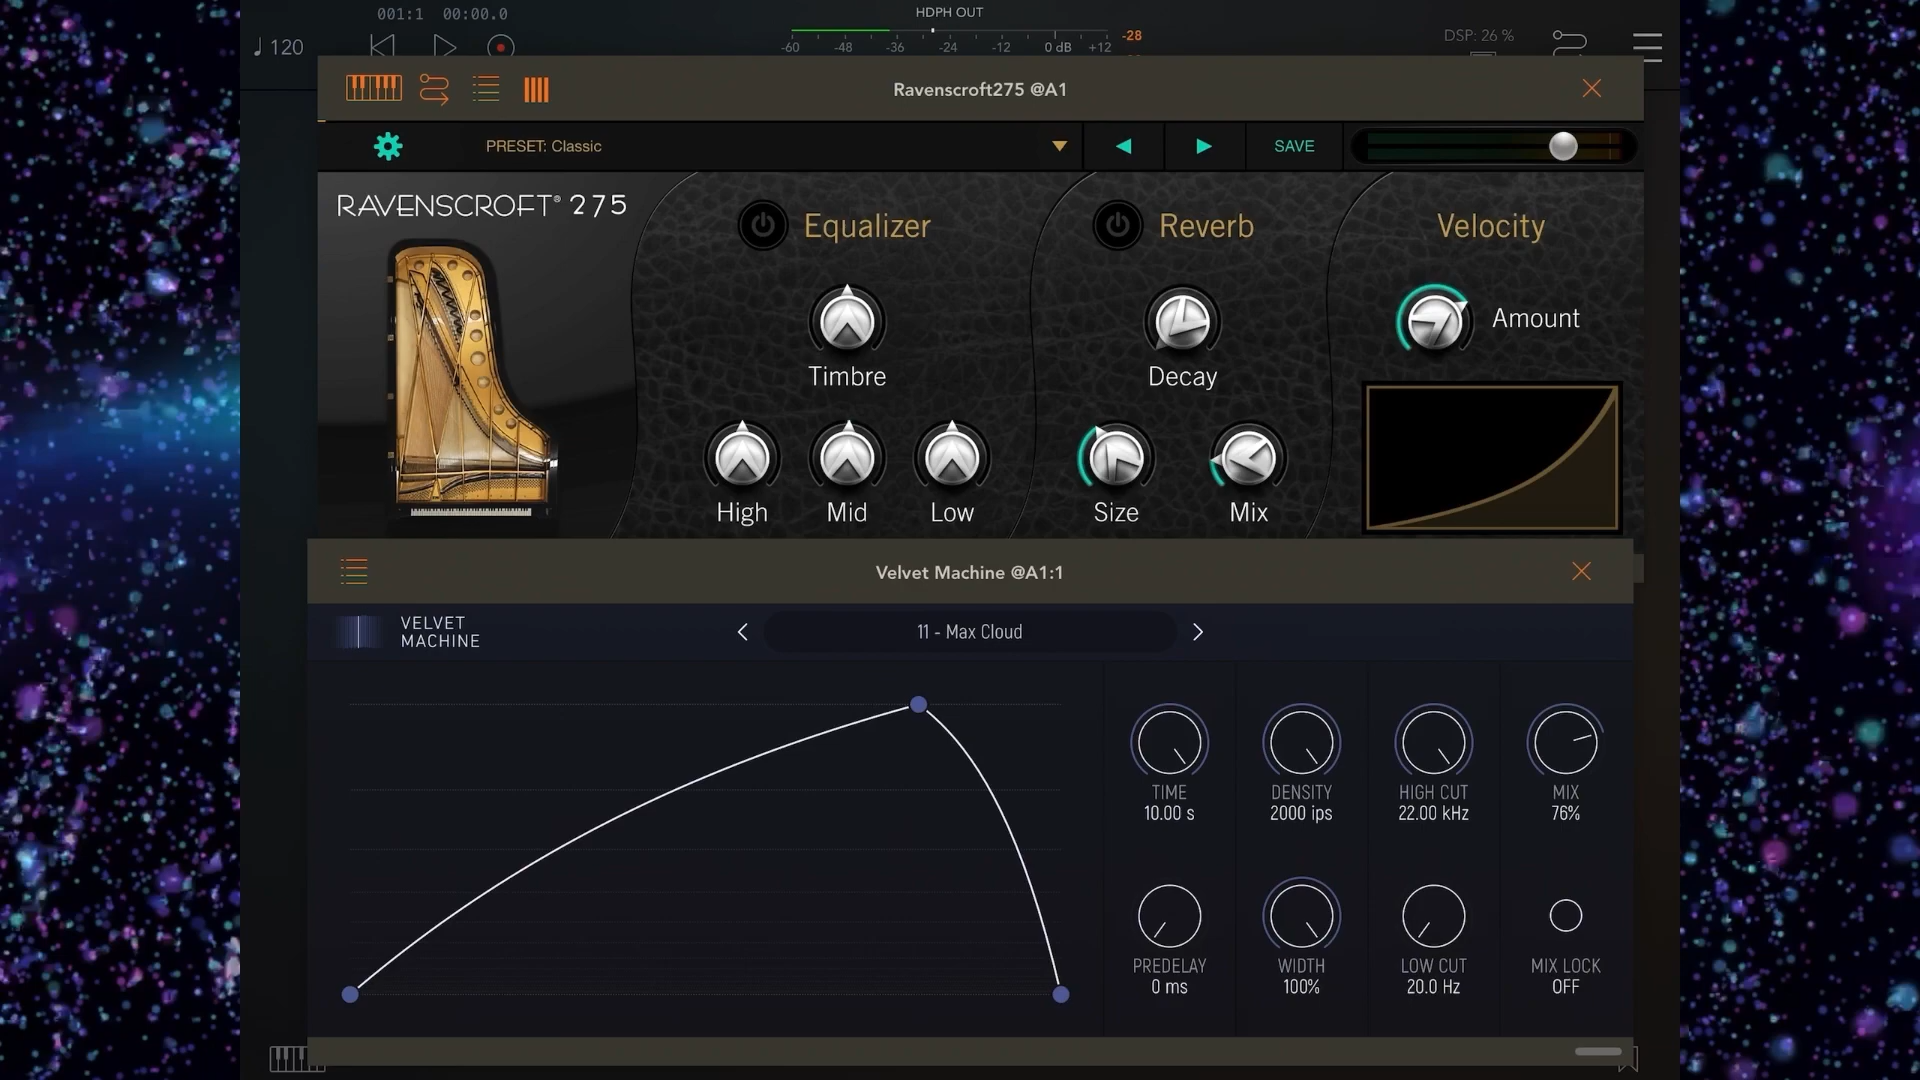 001:1 00:00.0
HDPH OUT
♩ 120
-60 -48 -36 -24 -12 0 dB +12
-28
DSP: 26 %
Ravenscroft275 @A1
PRESET: Classic
SAVE
RAVENSCROFT® 275
Equalizer
Reverb
Velocity
Timbre
Decay
Amount
High
Mid
Low
Size
Mix
Velvet Machine @A1:1
VELVET
MACHINE
11 - Max Cloud
TIME
10.00 s
DENSITY
2000 ips
HIGH CUT
22.00 kHz
MIX
76%
PREDELAY
0 ms
WIDTH
100%
LOW CUT
20.0 Hz
MIX LOCK
OFF